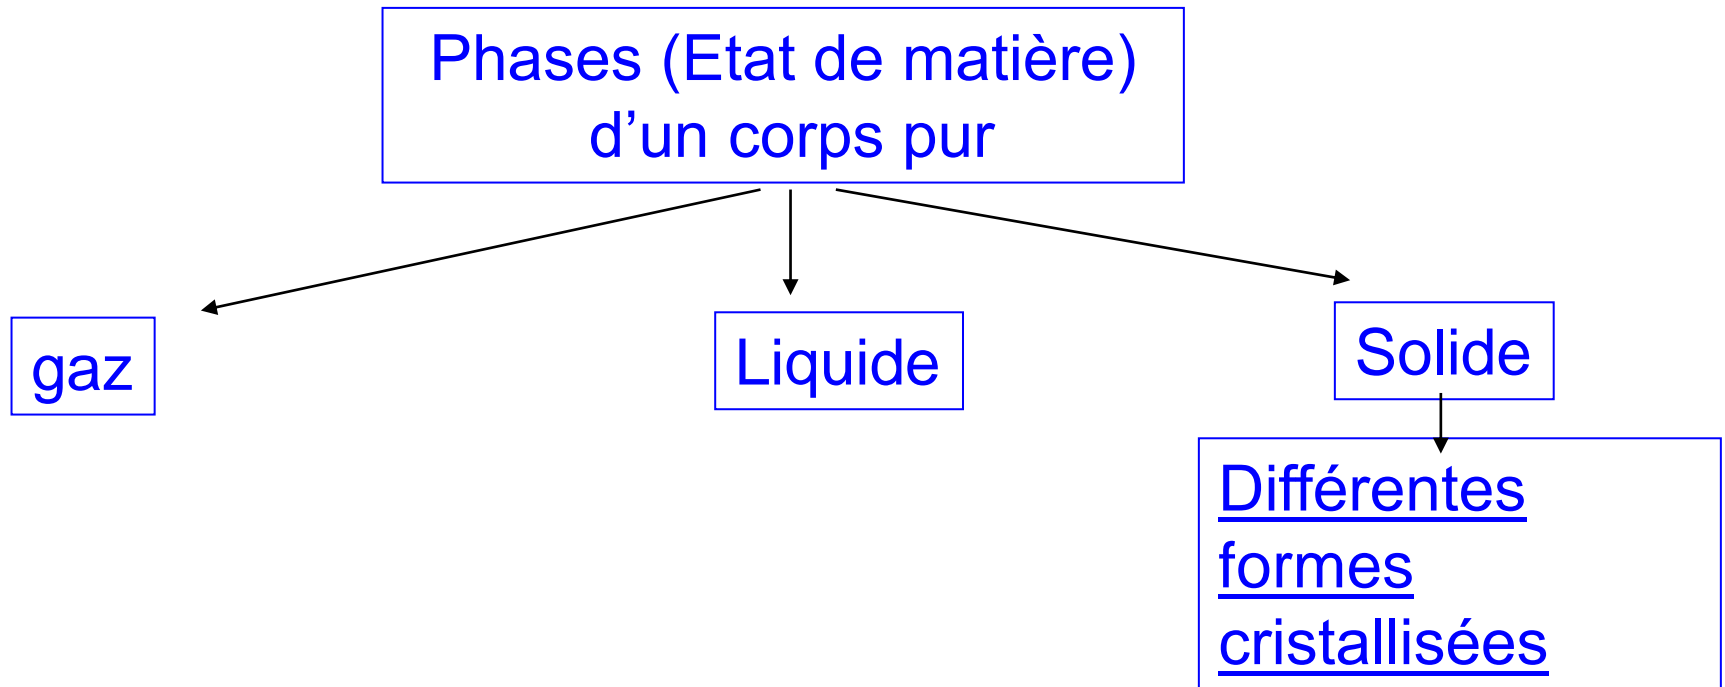 Phases (Etat de matière)
d’un corps pur
gaz
Liquide
Solide
Différentes
formes
cristallisées